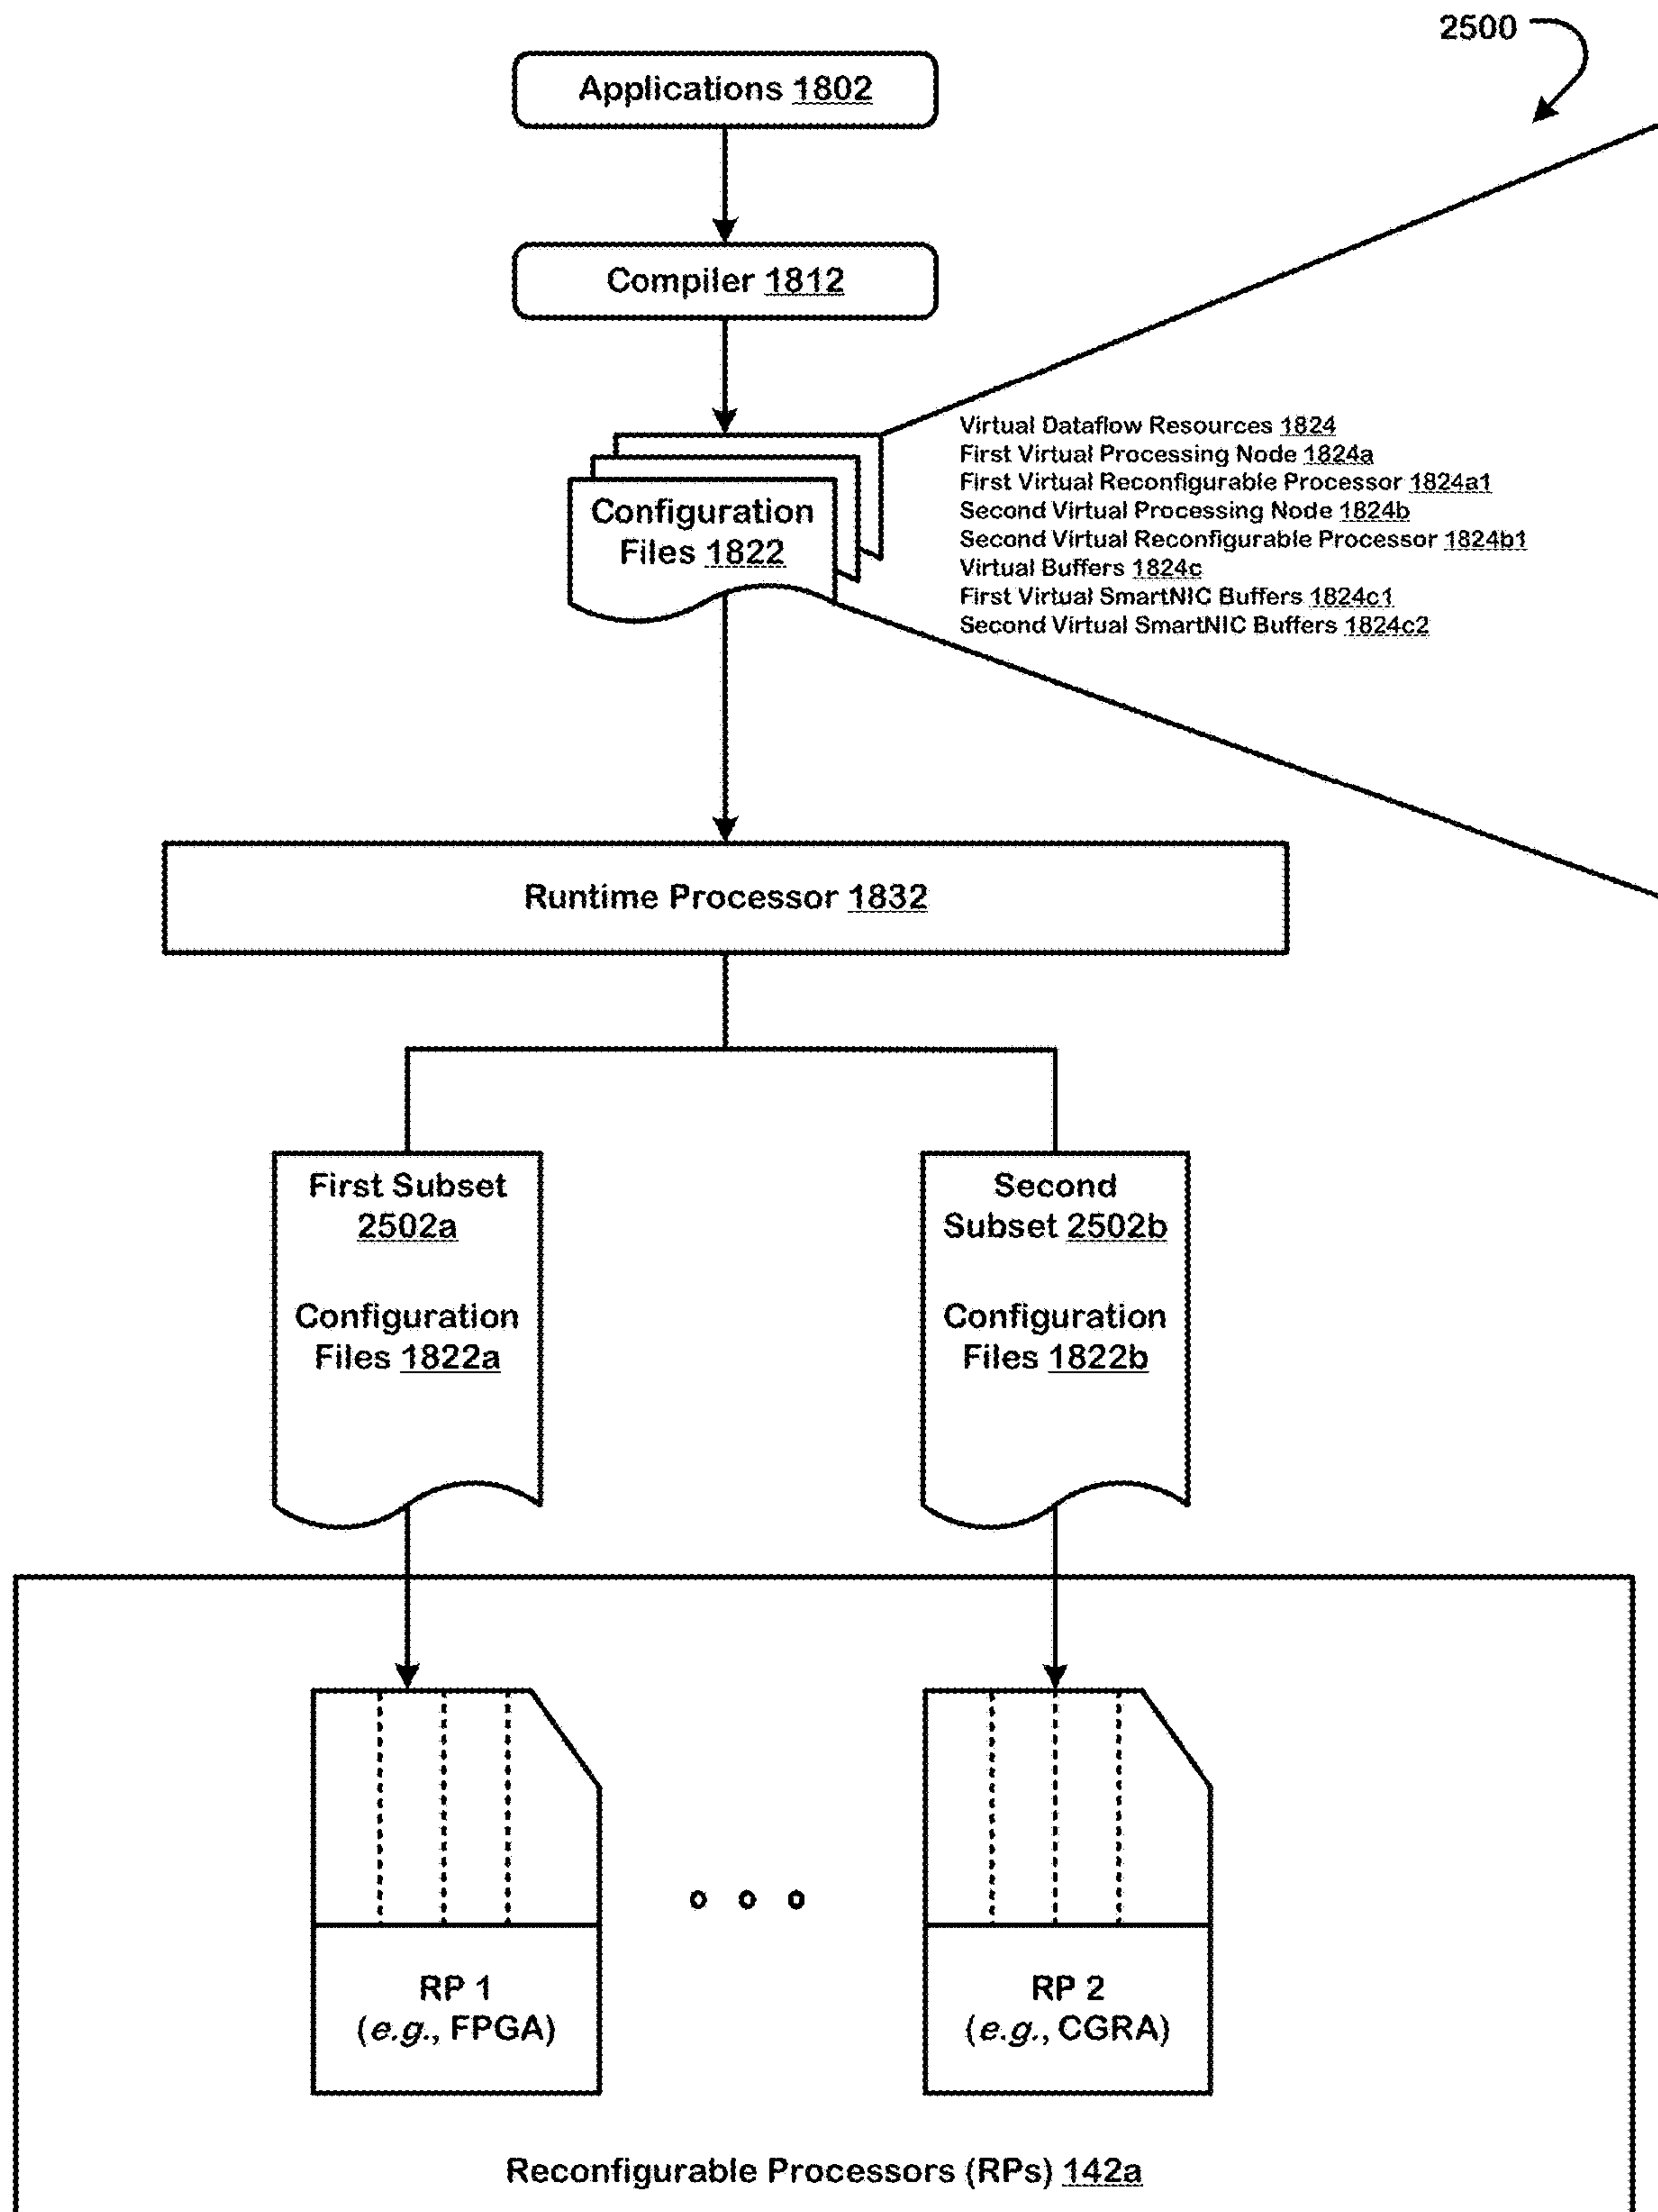 2500
Applications 1802
Compiler 1812
Configuration
Files 1822
Virtual Dataflow Resources 1824
First Virtual Processing Node 1824a
First Virtual Reconfigurable Processor 1824a1
Second Virtual Processing Node 1824b
Second Virtual Reconfigurable Processor 1824b1
Virtual Buffers 1824c
First Virtual SmartNIC Buffers 1824c1
Second Virtual SmartNIC Buffers 1824c2
Runtime Processor 1832
First Subset
2502a
Configuration
Files 1822a
Second
Subset 2502b
Configuration
Files 1822b
RP 1
(e.g., FPGA)
RP 2
(e.g., CGRA)
Reconfigurable Processors (RPs) 142a